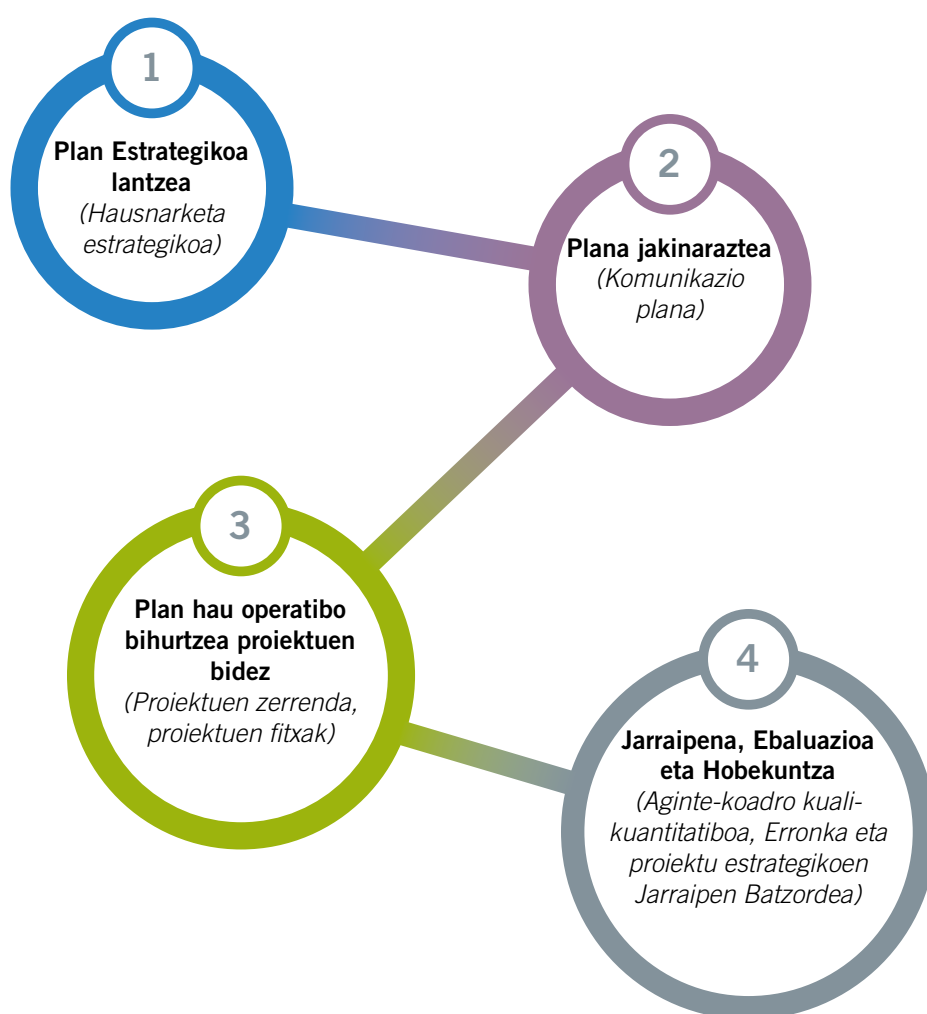 1
Plan Estrategikoa
lantzea
(Hausnarketa
estrategikoa)
2
Plana jakinaraztea
(Komunikazio
plana)
3
Plan hau operatibo
bihurtzea proiektuen
bidez
(Proiektuen zerrenda,
proiektuen fitxak)
4
Jarraipena, Ebaluazioa
eta Hobekuntza
(Aginte-koadro kuali-
kuantitatiboa, Erronka eta
proiektu estrategikoen
Jarraipen Batzordea)